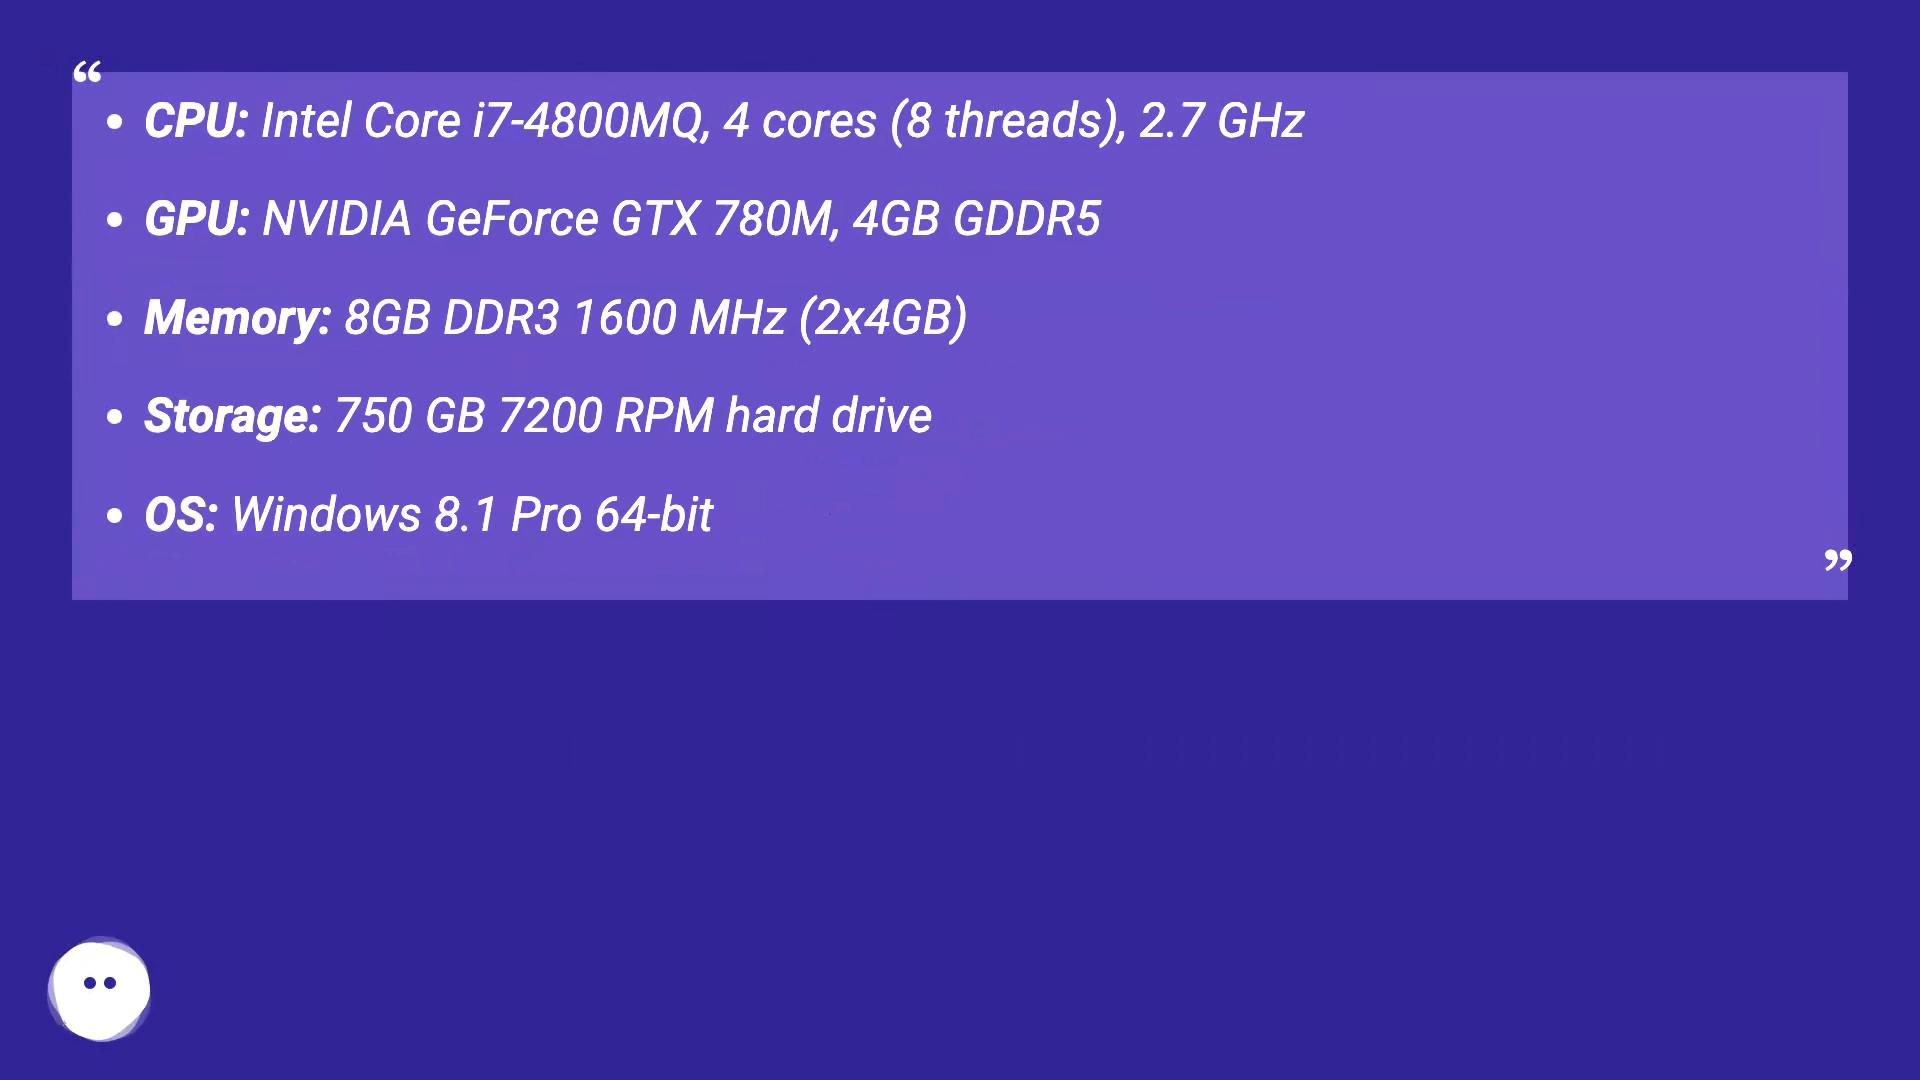 “
• CPU: Intel Core i7-4800MQ, 4 cores (8 threads), 2.7 GHz
• GPU: NVIDIA GeForce GTX 780M, 4GB GDDR5
• Memory: 8GB DDR3 1600 MHz (2x4GB)
• Storage: 750 GB 7200 RPM hard drive
• OS: Windows 8.1 Pro 64-bit
”